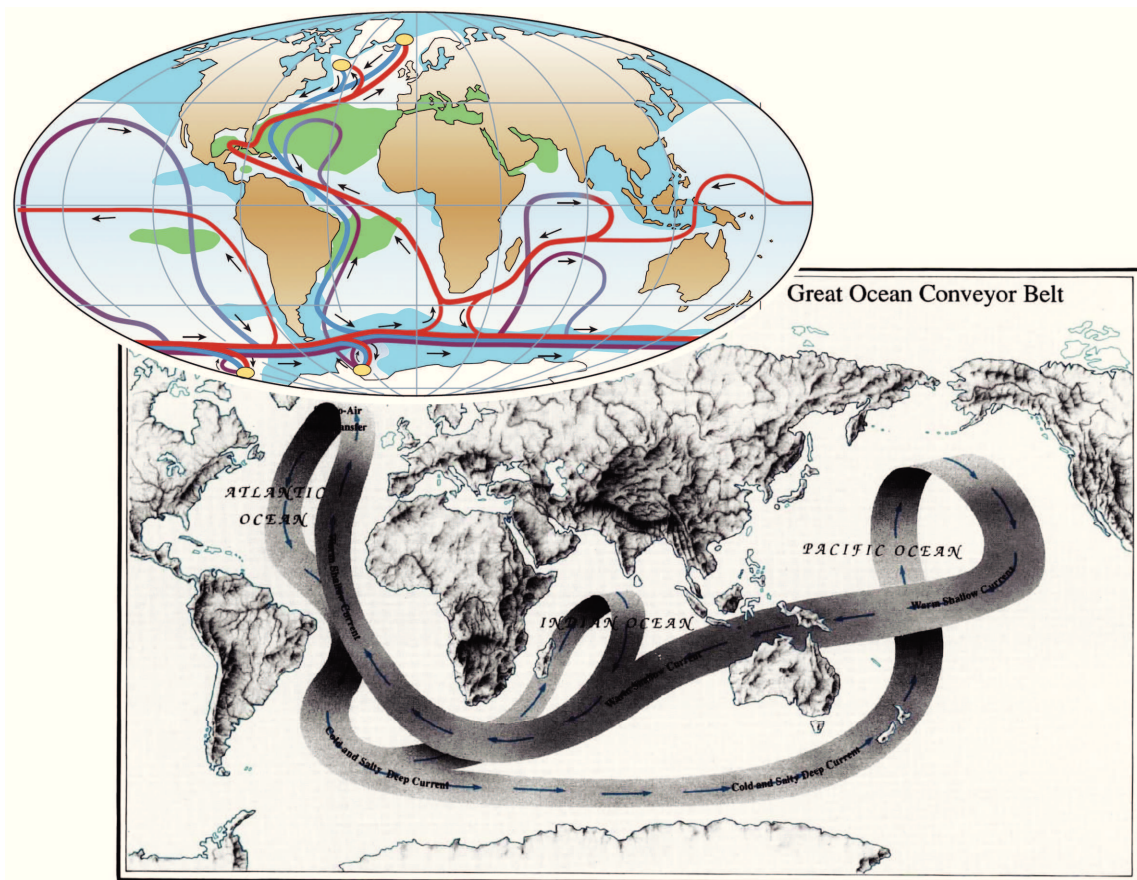 Great Ocean Conveyor Belt
ATLANTIC
OCEAN
PACIFIC OCEAN
INDIAN OCEAN
Warm Shallow Current
Warm Shallow Current
Warm Shallow Current
Cold and Salty Deep Current
Cold and Salty Deep Current